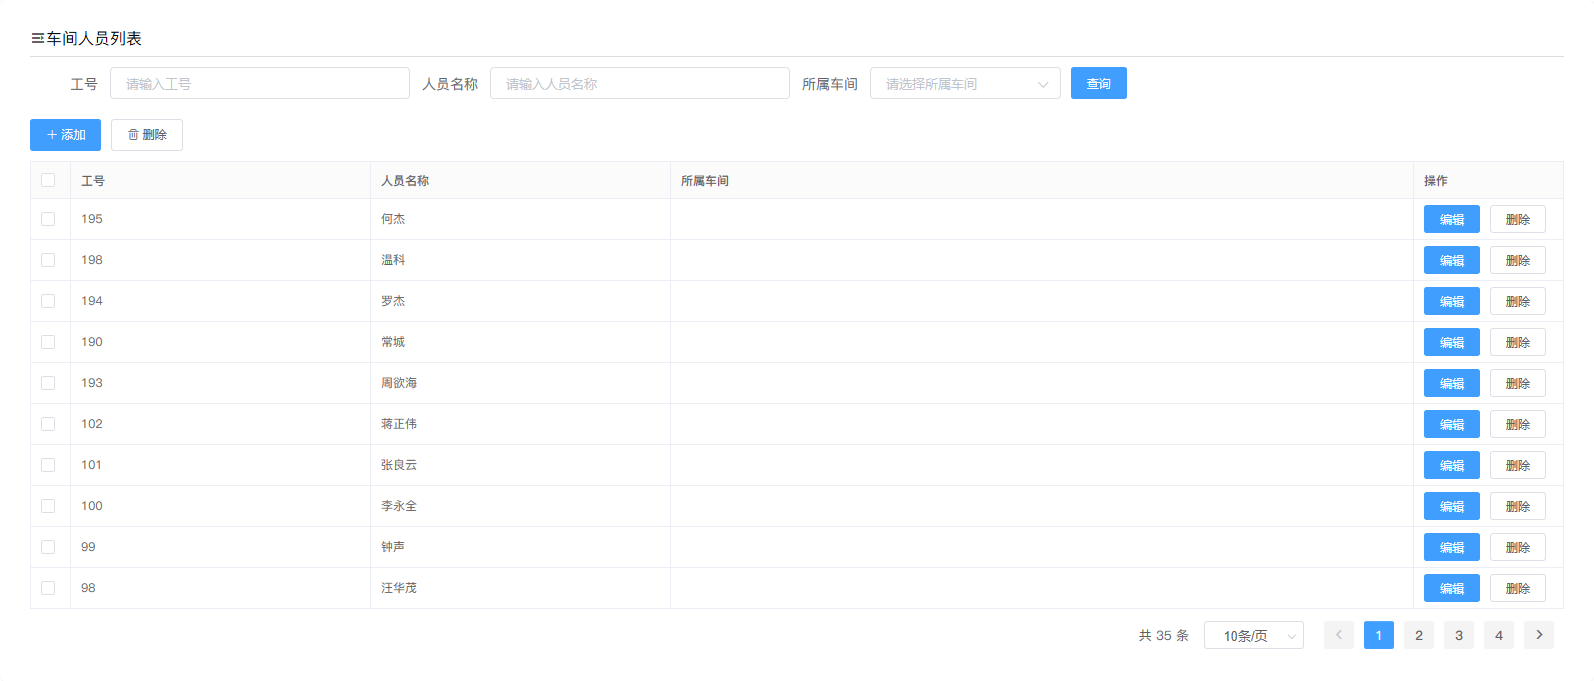 车间人员列表
工号 请输入工号 人员名称 请输入人员名称 所属车间 请选择所属车间 查询
添加 删除
工号 人员名称 所属车间 操作
195 何杰 编辑 删除
198 温科 编辑 删除
194 罗杰 编辑 删除
190 常城 编辑 删除
193 周欲海 编辑 删除
102 蒋正伟 编辑 删除
101 张良云 编辑 删除
100 李永全 编辑 删除
99 钟声 编辑 删除
98 汪华茂 编辑 删除
共 35 条 10条/页 1 2 3 4